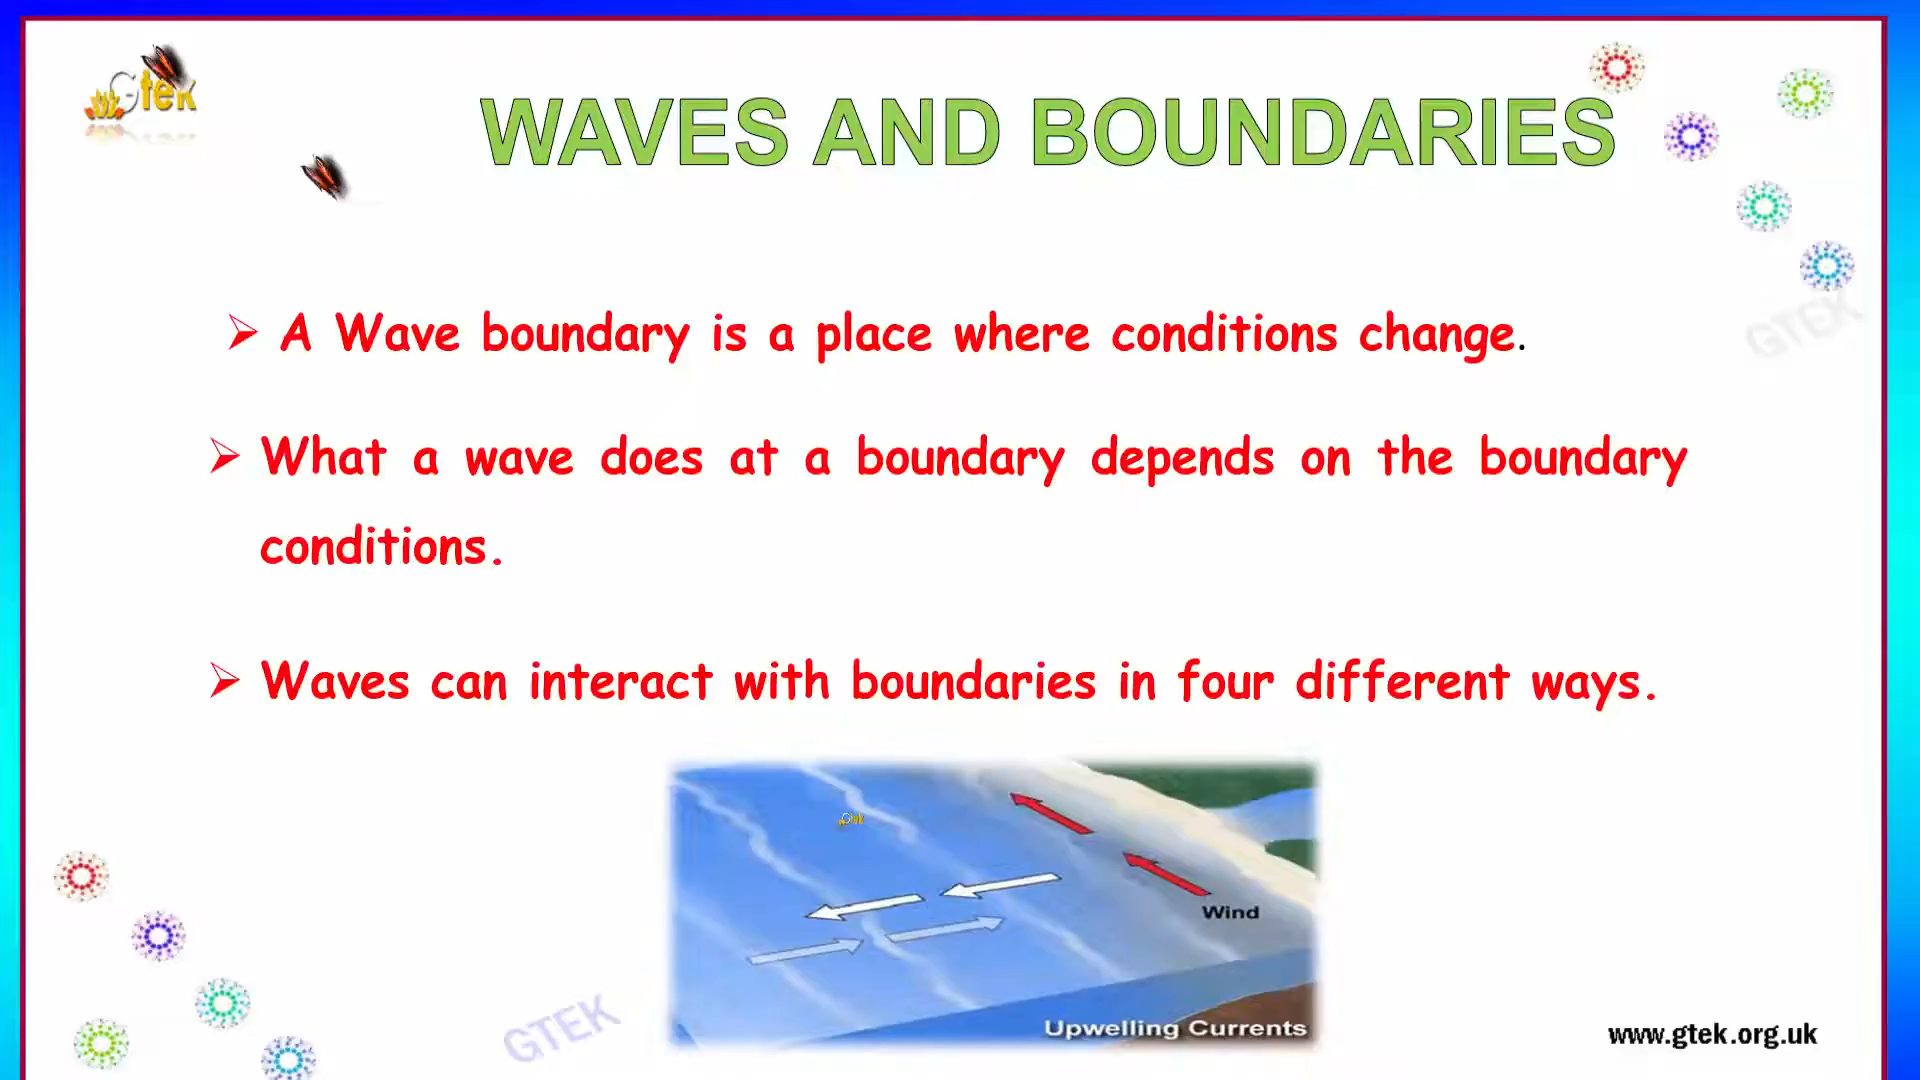 Gtek
WAVES AND BOUNDARIES
GTEK
A Wave boundary is a place where conditions change.
What a wave does at a boundary depends on the boundary
conditions.
Waves can interact with boundaries in four different ways.
Gtek
Wind
Upwelling Currents
GTEK
www.gtek.org.uk